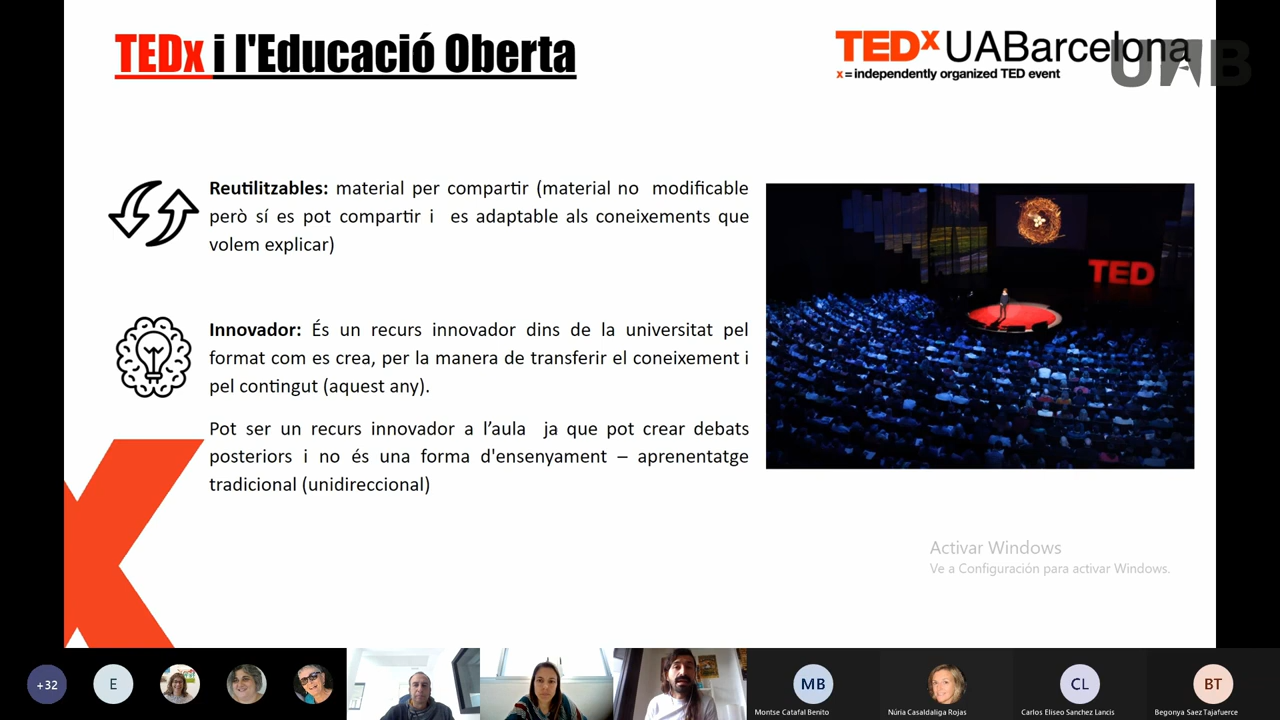 TEDx i l'Educació Oberta
TEDx UABarcelona
x = independently organized TED event
UAB
Reutilitzables: material per compartir (material no modificable
però sí es pot compartir i es adaptable als coneixements que
volem explicar)
TED
Innovador: És un recurs innovador dins de la universitat pel
format com es crea, per la manera de transferir el coneixement i
pel contingut (aquest any).
Pot ser un recurs innovador a l’aula ja que pot crear debats
posteriors i no és una forma d'ensenyament – aprenentatge
tradicional (unidireccional)
Activar Windows
Ve a Configuración para activar Windows.
+32
E
MB
CL
BT
Montse Catafal Benito
Núria Casaldaliga Rojas
Carlos Eliseo Sanchez Lancis
Begonya Saez Tajafuerce